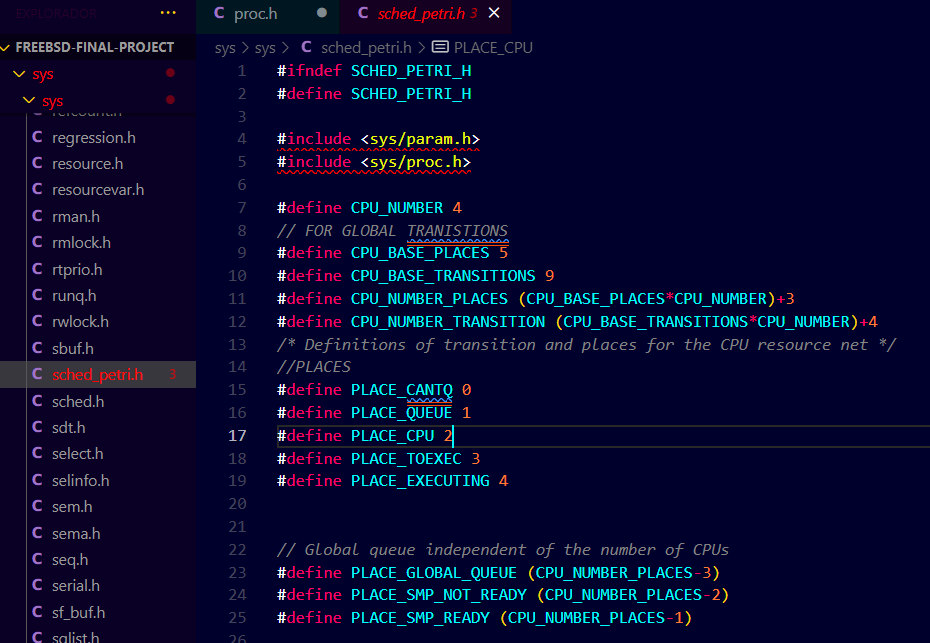 EXPLORADOR ...
FREEBSD-FINAL-PROJECT
sys
sys
refcount.h
regression.h
resource.h
resourcevar.h
rman.h
rmlock.h
rtprio.h
runq.h
rwlock.h
sbuf.h
sched_petri.h 3
sched.h
sdt.h
select.h
selinfo.h
sem.h
sema.h
seq.h
serial.h
sf_buf.h
sglist.h
C proc.h
C sched_petri.h 3 ×
sys > sys > C sched_petri.h > PLACE_CPU
1 #ifndef SCHED_PETRI_H
2 #define SCHED_PETRI_H
3
4 #include <sys/param.h>
5 #include <sys/proc.h>
6
7 #define CPU_NUMBER 4
8 // FOR GLOBAL TRANISTIONS
9 #define CPU_BASE_PLACES 5
10 #define CPU_BASE_TRANSITIONS 9
11 #define CPU_NUMBER_PLACES (CPU_BASE_PLACES*CPU_NUMBER)+3
12 #define CPU_NUMBER_TRANSITION (CPU_BASE_TRANSITIONS*CPU_NUMBER)+4
13 /* Definitions of transition and places for the CPU resource net */
14 //PLACES
15 #define PLACE_CANTQ 0
16 #define PLACE_QUEUE 1
17 #define PLACE_CPU 2
18 #define PLACE_TOEXEC 3
19 #define PLACE_EXECUTING 4
20
21
22 // Global queue independent of the number of CPUs
23 #define PLACE_GLOBAL_QUEUE (CPU_NUMBER_PLACES-3)
24 #define PLACE_SMP_NOT_READY (CPU_NUMBER_PLACES-2)
25 #define PLACE_SMP_READY (CPU_NUMBER_PLACES-1)
26